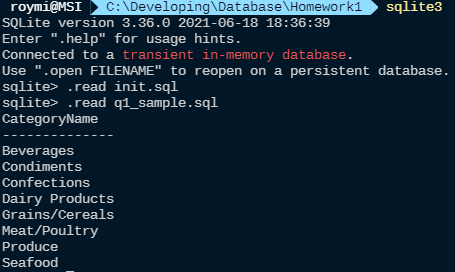 roymi@MSI C:\Developing\Database\Homework1 sqlite3
SQLite version 3.36.0 2021-06-18 18:36:39
Enter ".help" for usage hints.
Connected to a transient in-memory database.
Use ".open FILENAME" to reopen on a persistent database.
sqlite> .read init.sql
sqlite> .read q1_sample.sql
CategoryName
--------------
Beverages
Condiments
Confections
Dairy Products
Grains/Cereals
Meat/Poultry
Produce
Seafood